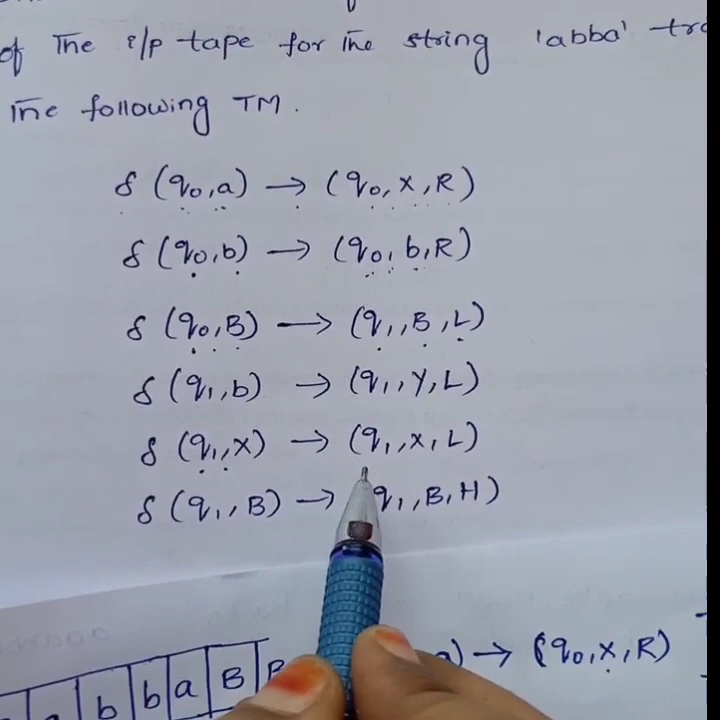 of the i/p tape for the string 'abba'
the following TM.
δ (q₀,a) → (q₀,x,R)
δ (q₀,b) → (q₀,b,R)
δ (q₀,B) → (q₁,B,L)
δ (q₁,b) → (q₁,y,L)
δ (q₁,x) → (q₁,x,L)
δ (q₁,B) → q₁,B,H)
) → (q₀,x,R)
b b a B B